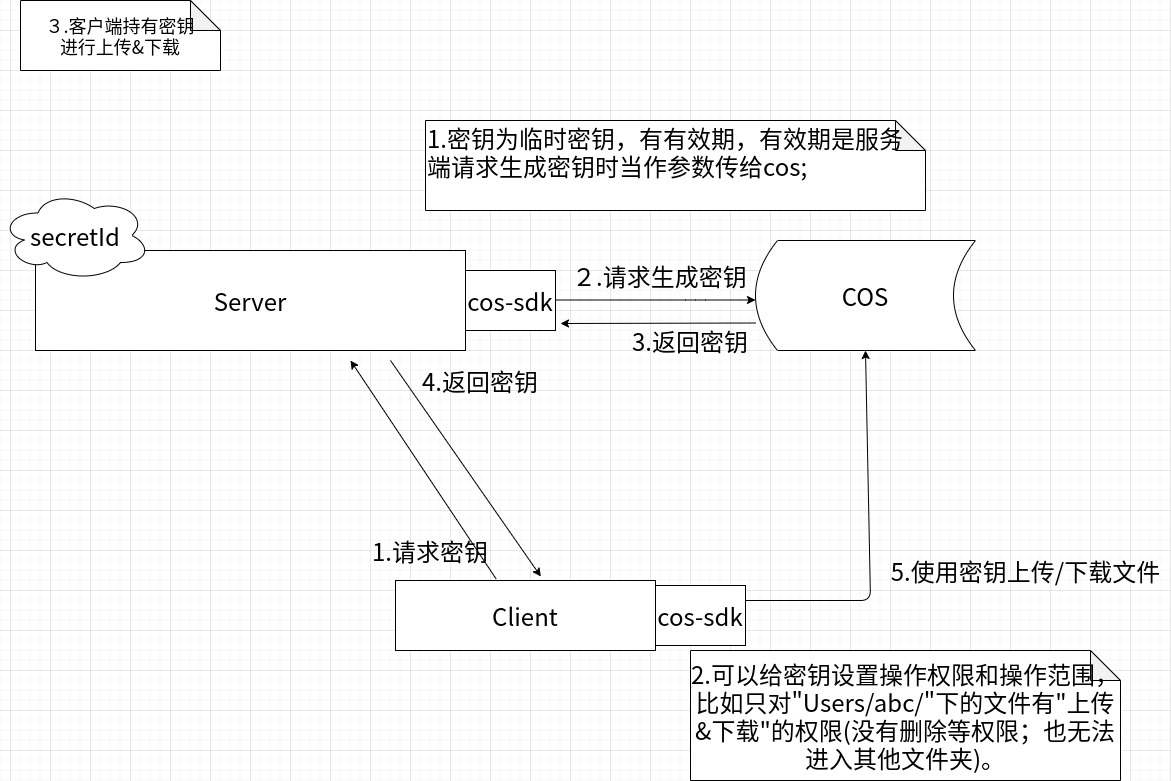 ３.客户端持有密钥
进行上传&下载
1.密钥为临时密钥，有有效期，有效期是服务
端请求生成密钥时当作参数传给cos;
secretId
Server
cos-sdk
２.请求生成密钥
COS
3.返回密钥
4.返回密钥
1.请求密钥
5.使用密钥上传/下载文件
Client
cos-sdk
2.可以给密钥设置操作权限和操作范围，
比如只对"Users/abc/"下的文件有"上传
&下载"的权限(没有删除等权限；也无法
进入其他文件夹)。